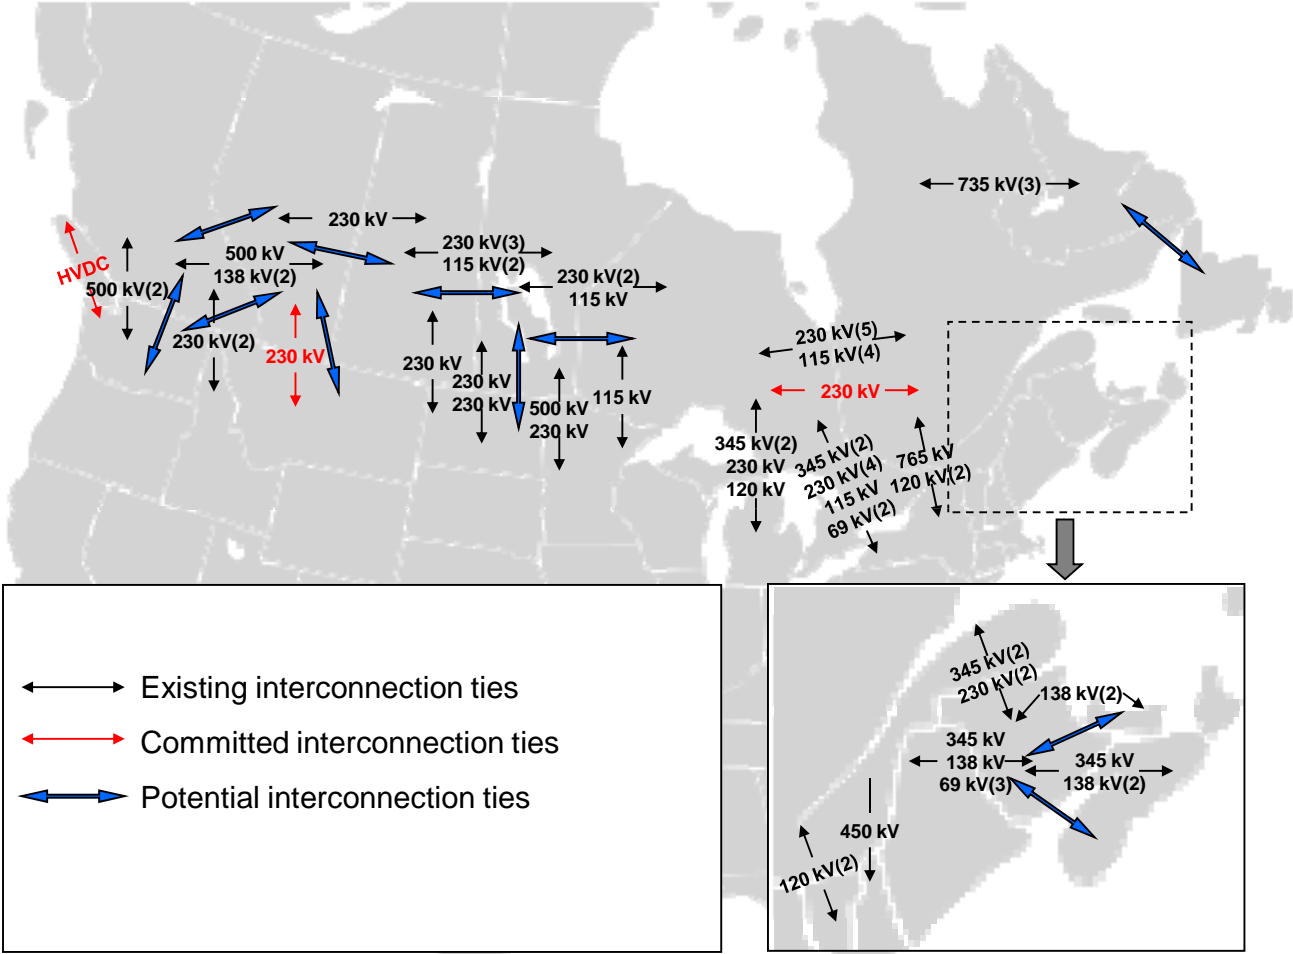 735 kV(3)
230 kV
230 kV(3)
115 kV(2)
500 kV
138 kV(2)
HVDC
500 kV(2)
230 kV(2)
115 kV
230 kV(2)
230 kV
230 kV
230 kV
230 kV
500 kV
230 kV
115 kV
230 kV(5)
115 kV(4)
230 kV
345 kV(2)
230 kV
120 kV
345 kV(2)
230 kV(4)
115 kV
69 kV(2)
765 kV
120 kV(2)
Existing interconnection ties
Committed interconnection ties
Potential interconnection ties
345 kV(2)
230 kV(2)
138 kV(2)
345 kV
138 kV
69 kV(3)
345 kV
138 kV(2)
450 kV
120 kV(2)